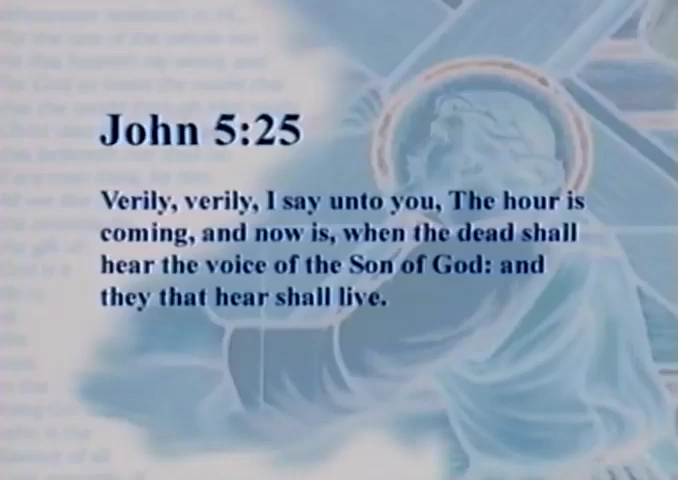 John 5:25
Verily, verily, I say unto you, The hour is
coming, and now is, when the dead shall
hear the voice of the Son of God: and
they that hear shall live.